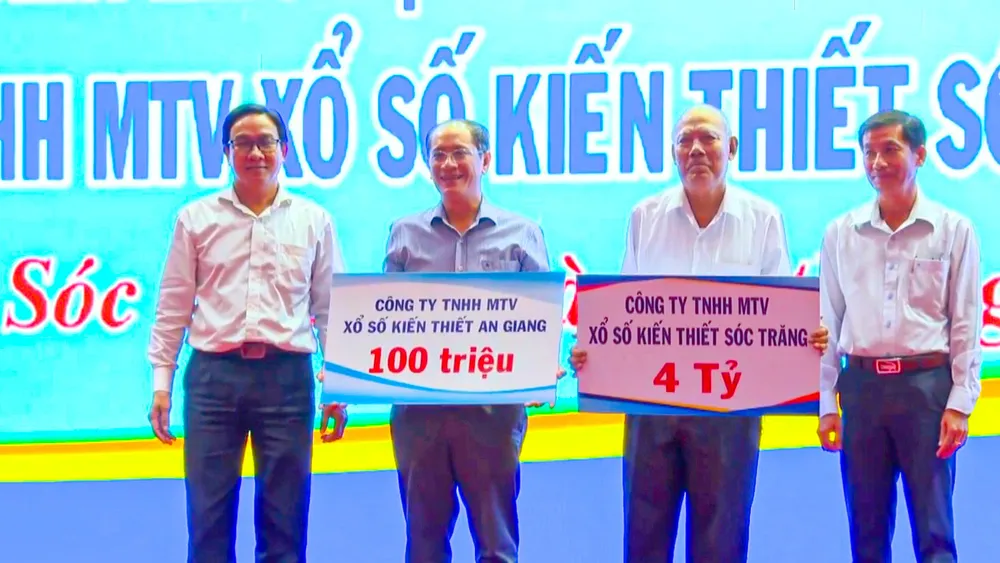 NHH MTV XỔ SỐ KIẾN THIẾT SÓ
Sóc
CÔNG TY TNHH MTV
XỔ SỐ KIẾN THIẾT AN GIANG
100 triệu
CÔNG TY TNHH MTV
XỔ SỐ KIẾN THIẾT SÓC TRĂNG
4 Tỷ